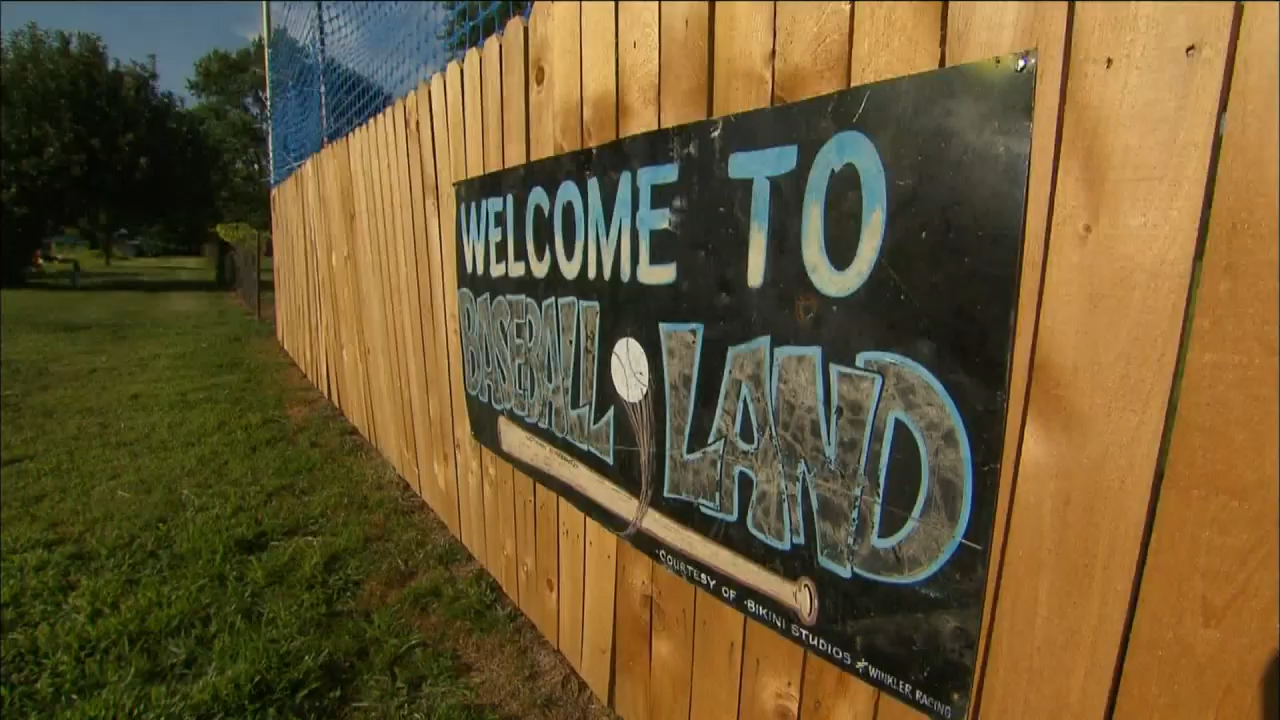 WELCOME TO
BASEBALL LAND
COURTESY OF BIKINI STUDIOS * WINKLER RACING